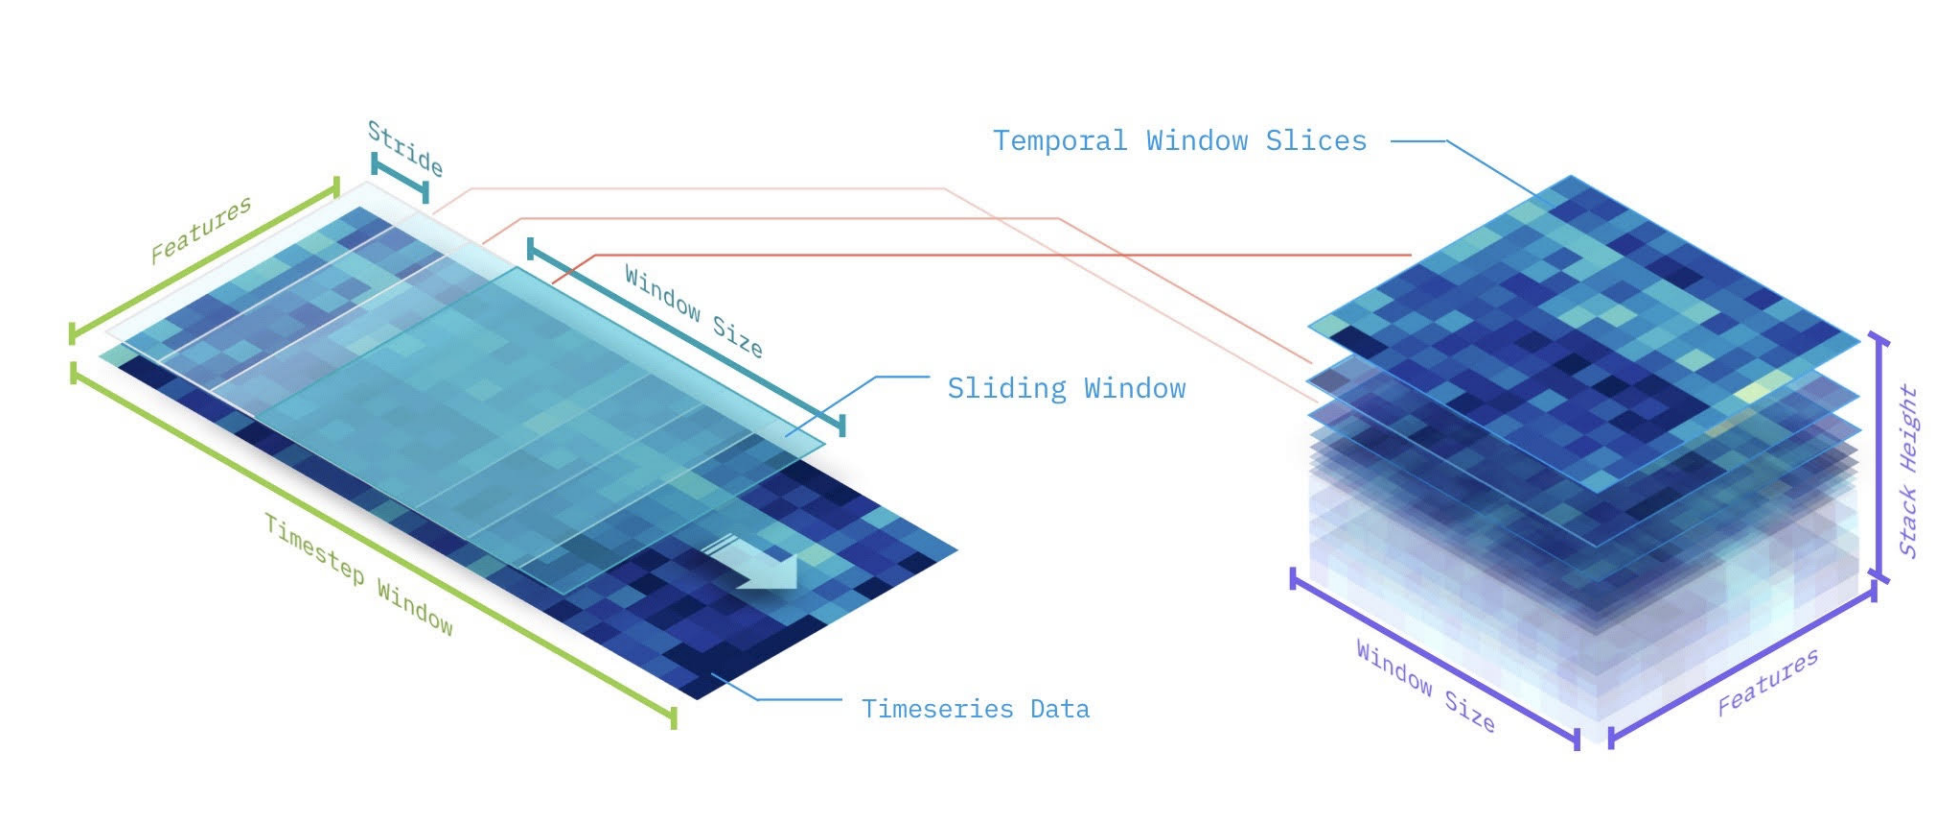 Stride
Features
Window Size
Timestep Window
Sliding Window
Timeseries Data
Temporal Window Slices
Stack Height
Window Size
Features